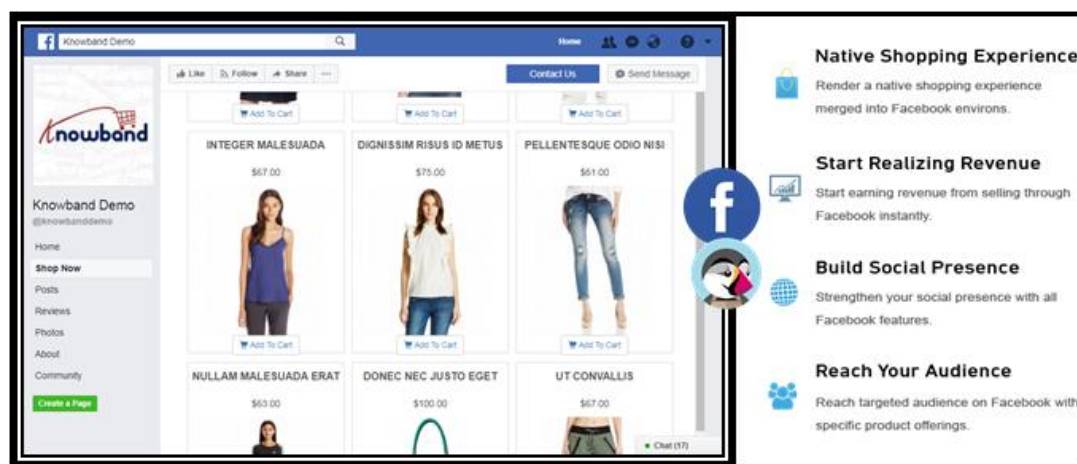 Knowband Demo
Home
Like Follow Share
Contact Us
Send Message
Add To Cart
Add To Cart
Add To Cart
knowband
Knowband Demo
@knowbanddemo
Home
Shop Now
Posts
Reviews
Photos
About
Community
Create a Page
INTEGER MALESUADA
$67.00
Add To Cart
DIGNISSIM RISUS ID METUS
$75.00
Add To Cart
PELLENTESQUE ODIO NISI
$61.00
Add To Cart
NULLAM MALESUADA ERAT
$63.00
DONEC NEC JUSTO EGET
$100.00
UT CONVALLIS
$67.00
Chat (17)
Native Shopping Experience
Render a native shopping experience
merged into Facebook environs.
Start Realizing Revenue
Start earning revenue from selling through
Facebook instantly.
Build Social Presence
Strengthen your social presence with all
Facebook features.
Reach Your Audience
Reach targeted audience on Facebook with
specific product offerings.